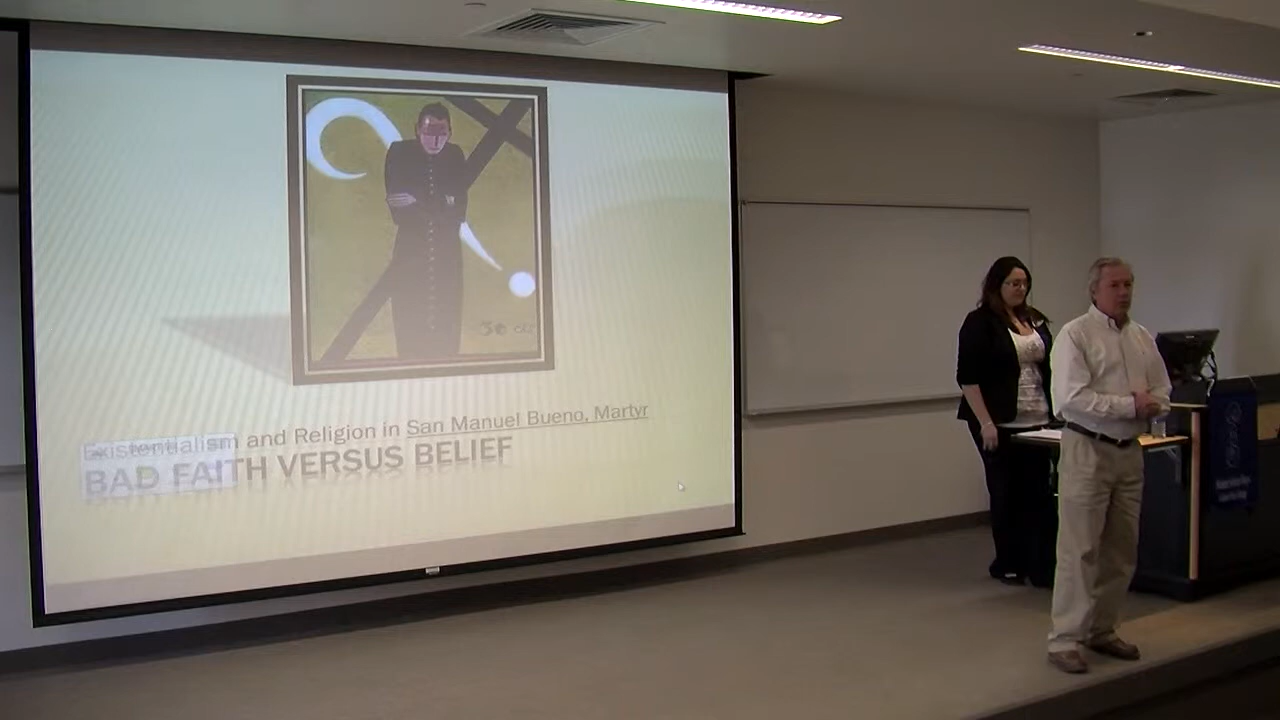 Existentialism and Religion in San Manuel Bueno, Martyr
BAD FAITH VERSUS BELIEF